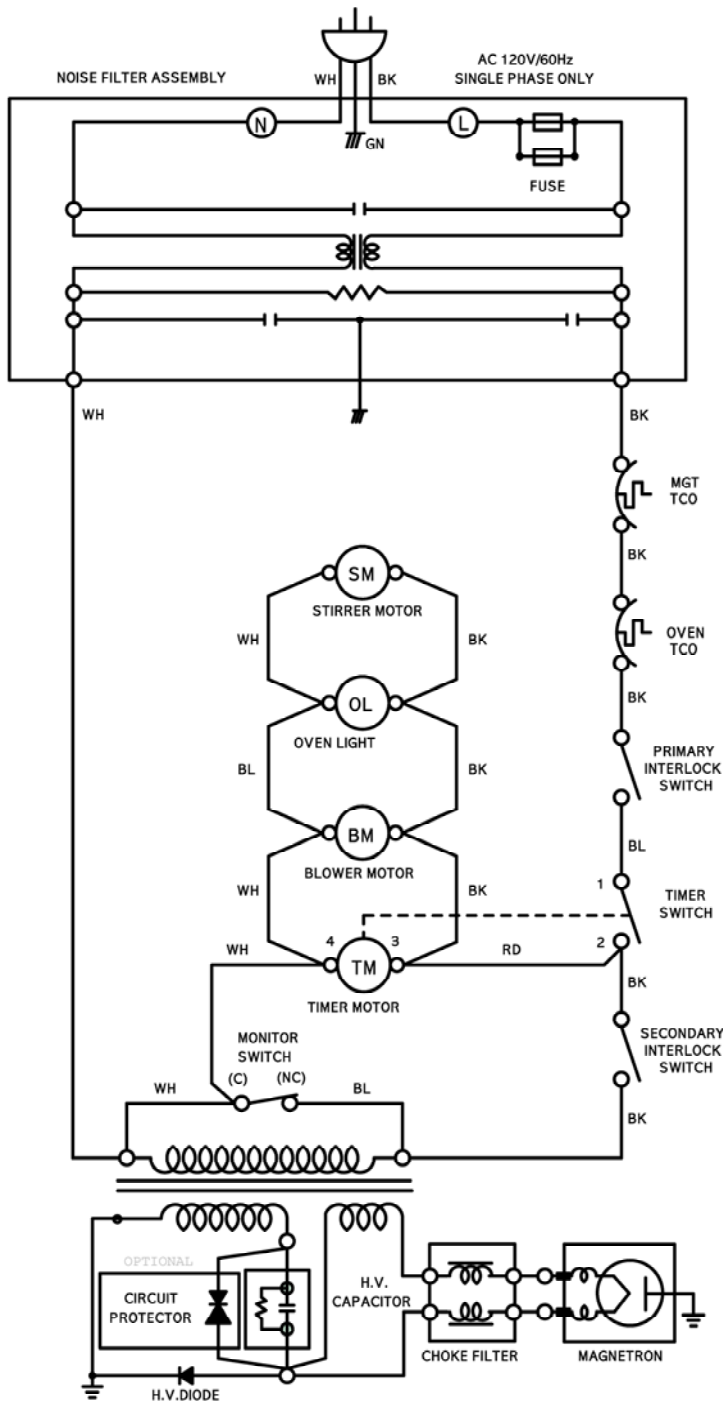 NOISE FILTER ASSEMBLY
AC 120V/60Hz
SINGLE PHASE ONLY
WH
BK
N
GN
L
FUSE
WH
BK
MGT
TCO
BK
SM
STIRRER MOTOR
OVEN
TCO
WH
BK
BK
OL
OVEN LIGHT
PRIMARY
INTERLOCK
SWITCH
BL
BK
BM
BLOWER MOTOR
BL
WH
BK
1
TIMER
SWITCH
4
3
2
WH
TM
RD
TIMER MOTOR
BK
MONITOR
SWITCH
SECONDARY
INTERLOCK
SWITCH
(C)
(NC)
WH
BL
BK
OPTIONAL
CIRCUIT
PROTECTOR
H.V.
CAPACITOR
CHOKE FILTER
MAGNETRON
H.V.DIODE